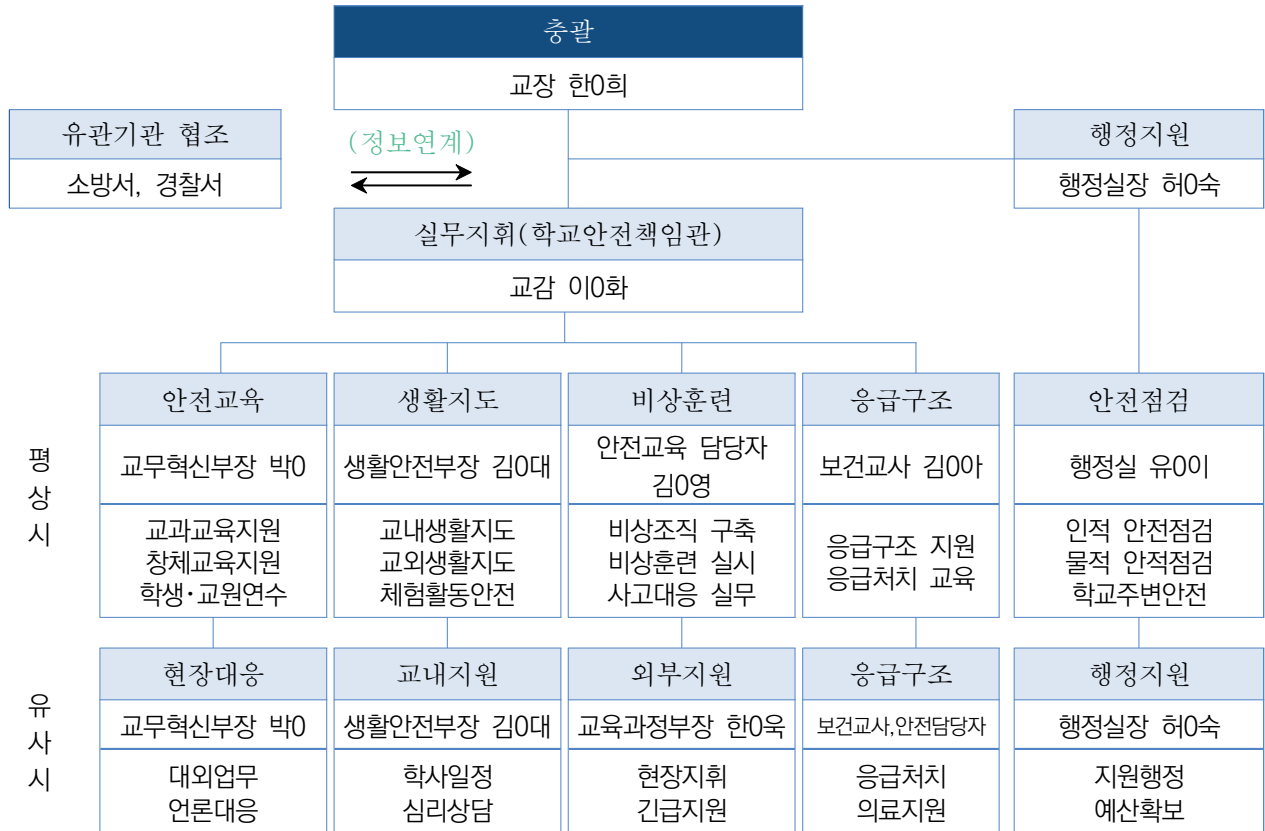 총괄
교장 한0희
유관기관 협조
소방서, 경찰서
(정보연계)
행정지원
행정실장 허0숙
실무지휘(학교안전책임관)
교감 이0화
평
상
시
안전교육
교무혁신부장 박0
교과교육지원
창체교육지원
학생·교원연수
생활지도
생활안전부장 김0대
교내생활지도
교외생활지도
체험활동안전
비상훈련
안전교육 담당자
김0영
비상조직 구축
비상훈련 실시
사고대응 실무
응급구조
보건교사 김0아
응급구조 지원
응급처치 교육
안전점검
행정실 유0이
인적 안전점검
물적 안적점검
학교주변안전
유
사
시
현장대응
교무혁신부장 박0
대외업무
언론대응
교내지원
생활안전부장 김0대
학사일정
심리상담
외부지원
교육과정부장 한0욱
현장지휘
긴급지원
응급구조
보건교사,안전담당자
응급처치
의료지원
행정지원
행정실장 허0숙
지원행정
예산확보